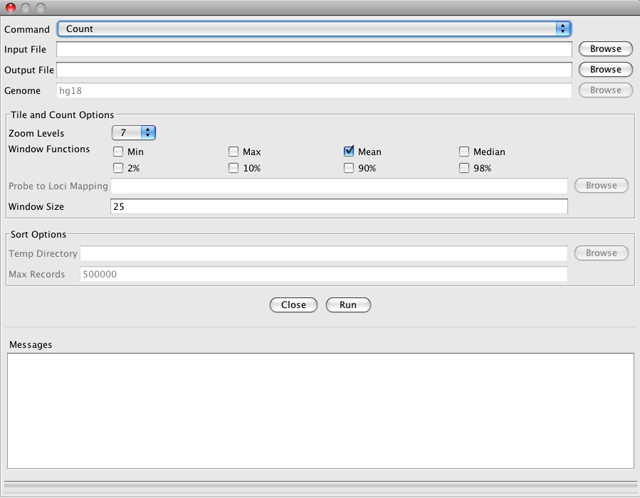 Command Count
Input File Browse
Output File Browse
Genome hg18 Browse
Tile and Count Options
Zoom Levels 7
Window Functions Min Max Mean Median
2% 10% 90% 98%
Probe to Loci Mapping Browse
Window Size 25
Sort Options
Temp Directory Browse
Max Records 500000
Close Run
Messages